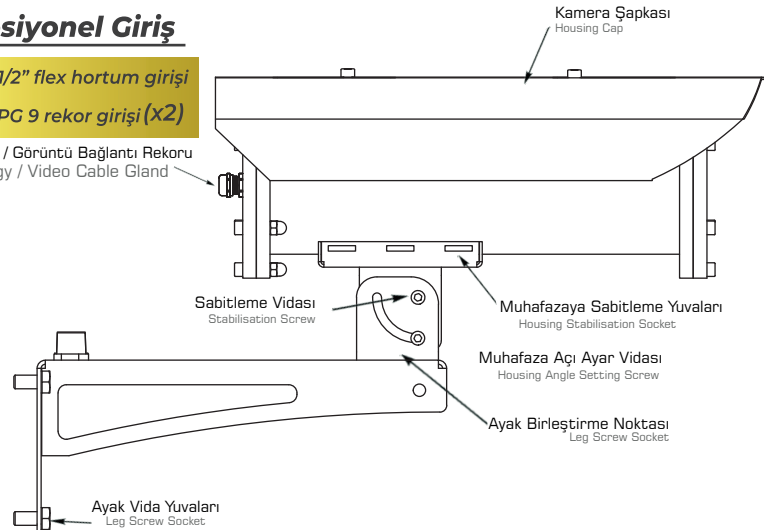 siyonel Giriş
1/2” flex hortum girişi
PG 9 rekor girişi (x2)
/ Görüntü Bağlantı Rekoru
gy / Video Cable Gland
Kamera Şapkası
Housing Cap
Sabitleme Vidası
Stabilisation Screw
Muhafazaya Sabitleme Yuvaları
Housing Stabilisation Socket
Muhafaza Açı Ayar Vidası
Housing Angle Setting Screw
Ayak Birleştirme Noktası
Leg Screw Socket
Ayak Vida Yuvaları
Leg Screw Socket